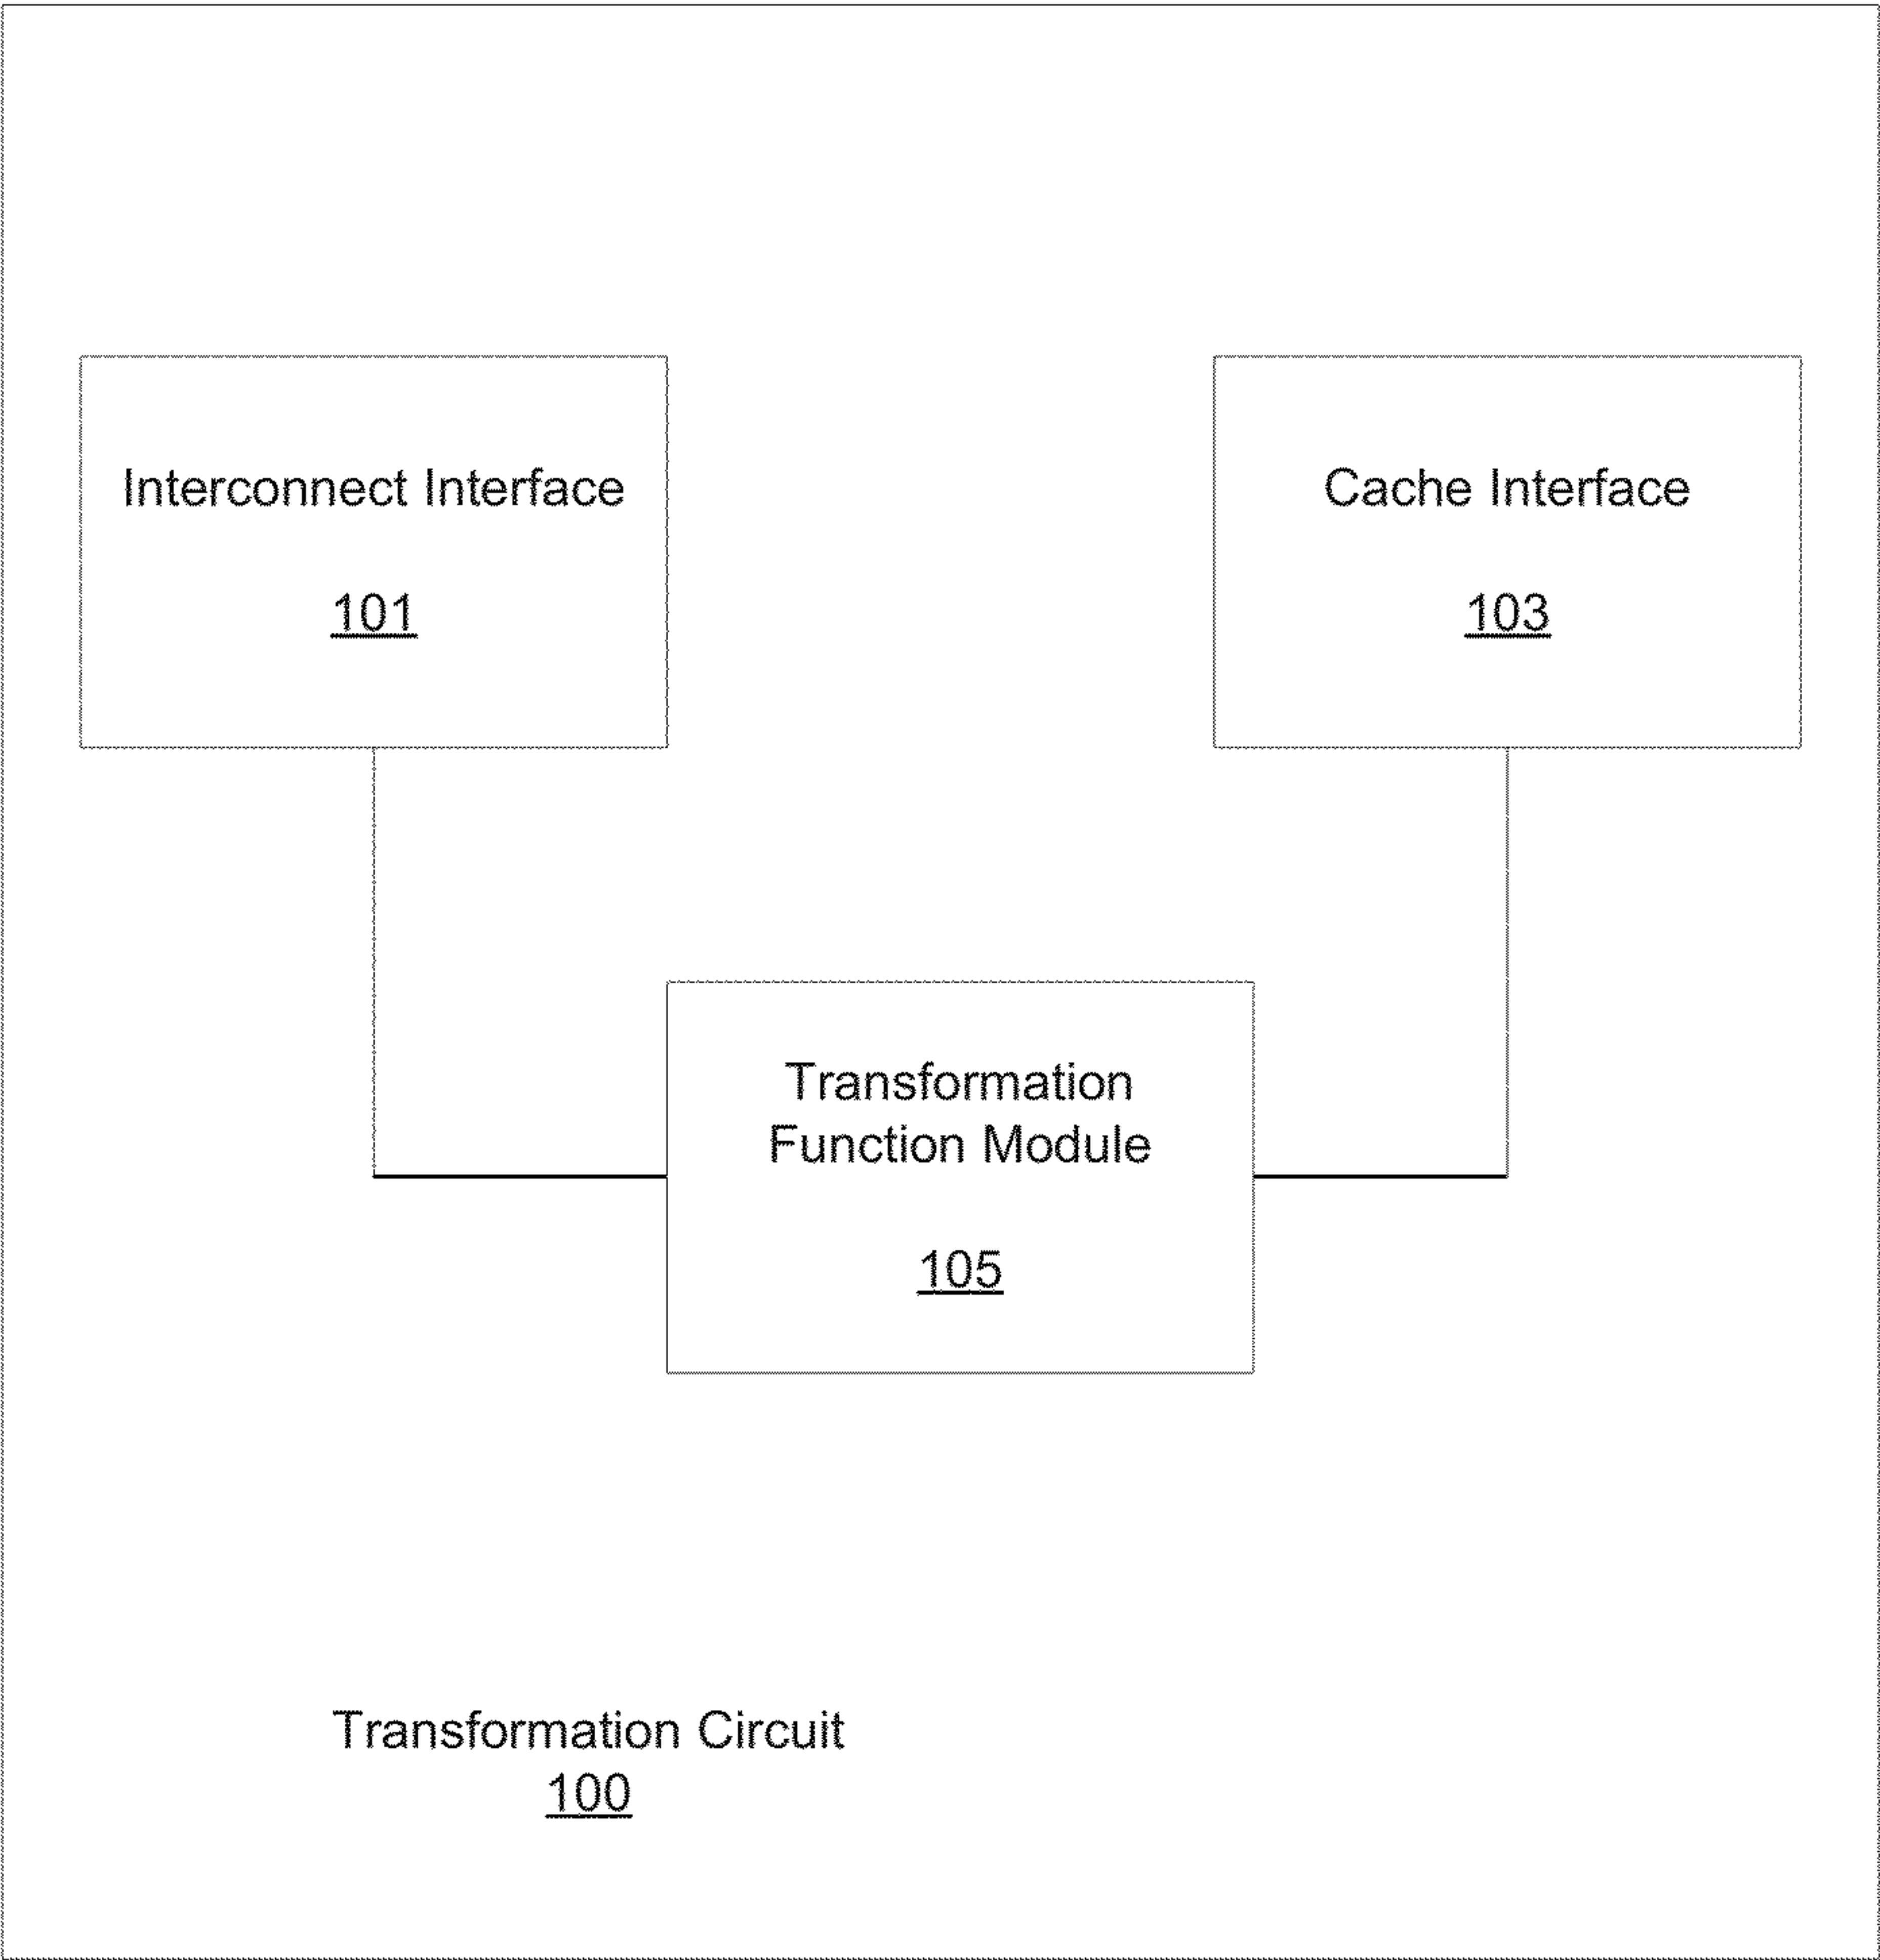 Interconnect Interface
101
Cache Interface
103
Transformation
Function Module
105
Transformation Circuit
100